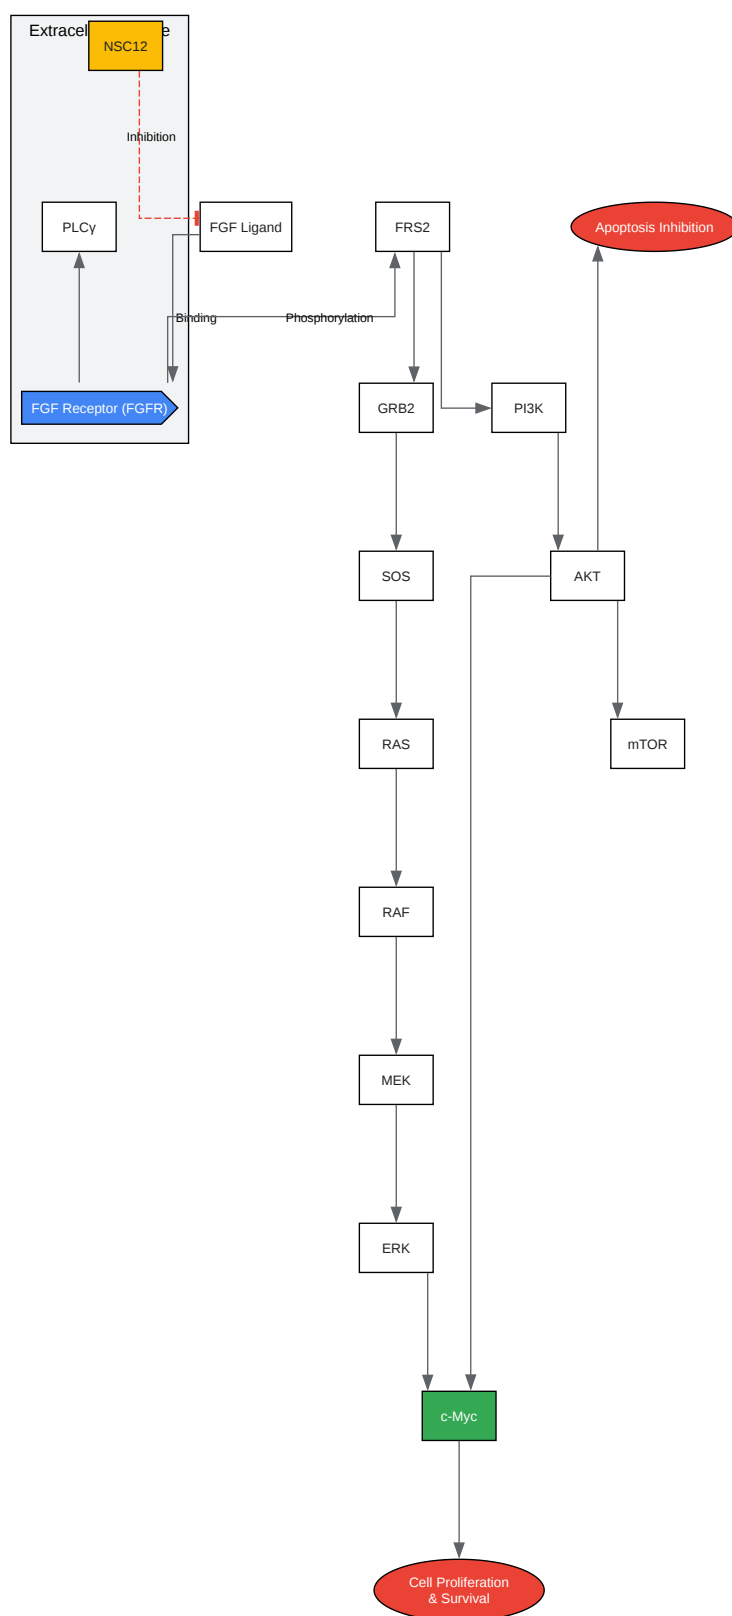 Extracel
e
NSC12
Inhibition
PLCγ
FGF Ligand
FRS2
Apoptosis Inhibition
Binding
Phosphorylation
FGF Receptor (FGFR)
GRB2
PI3K
SOS
AKT
RAS
mTOR
RAF
MEK
ERK
c-Myc
Cell Proliferation
& Survival